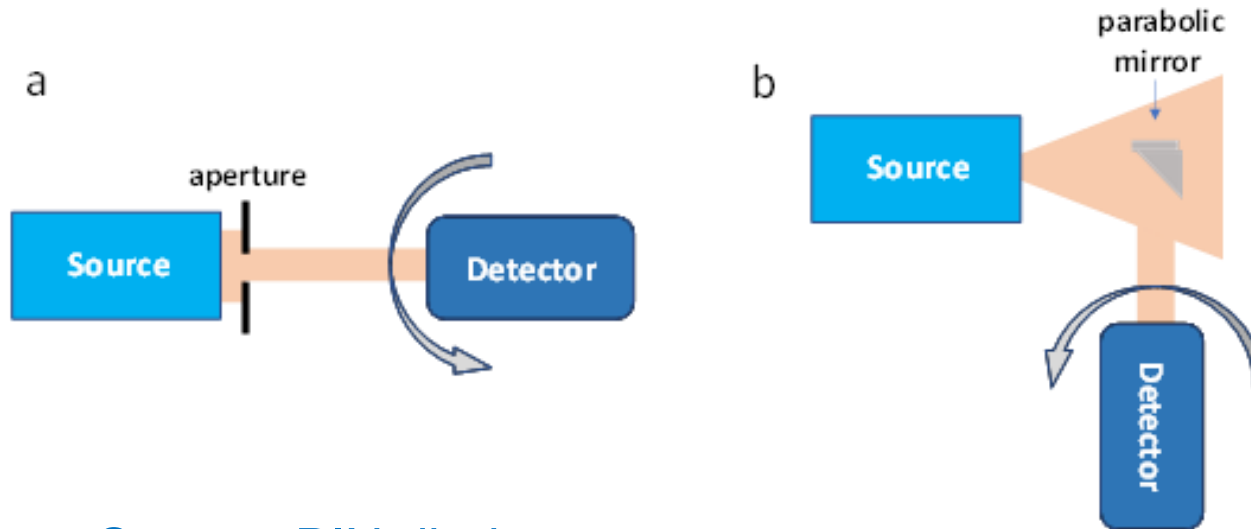 a
aperture
Source
Detector
b
parabolic
mirror
Source
Detector